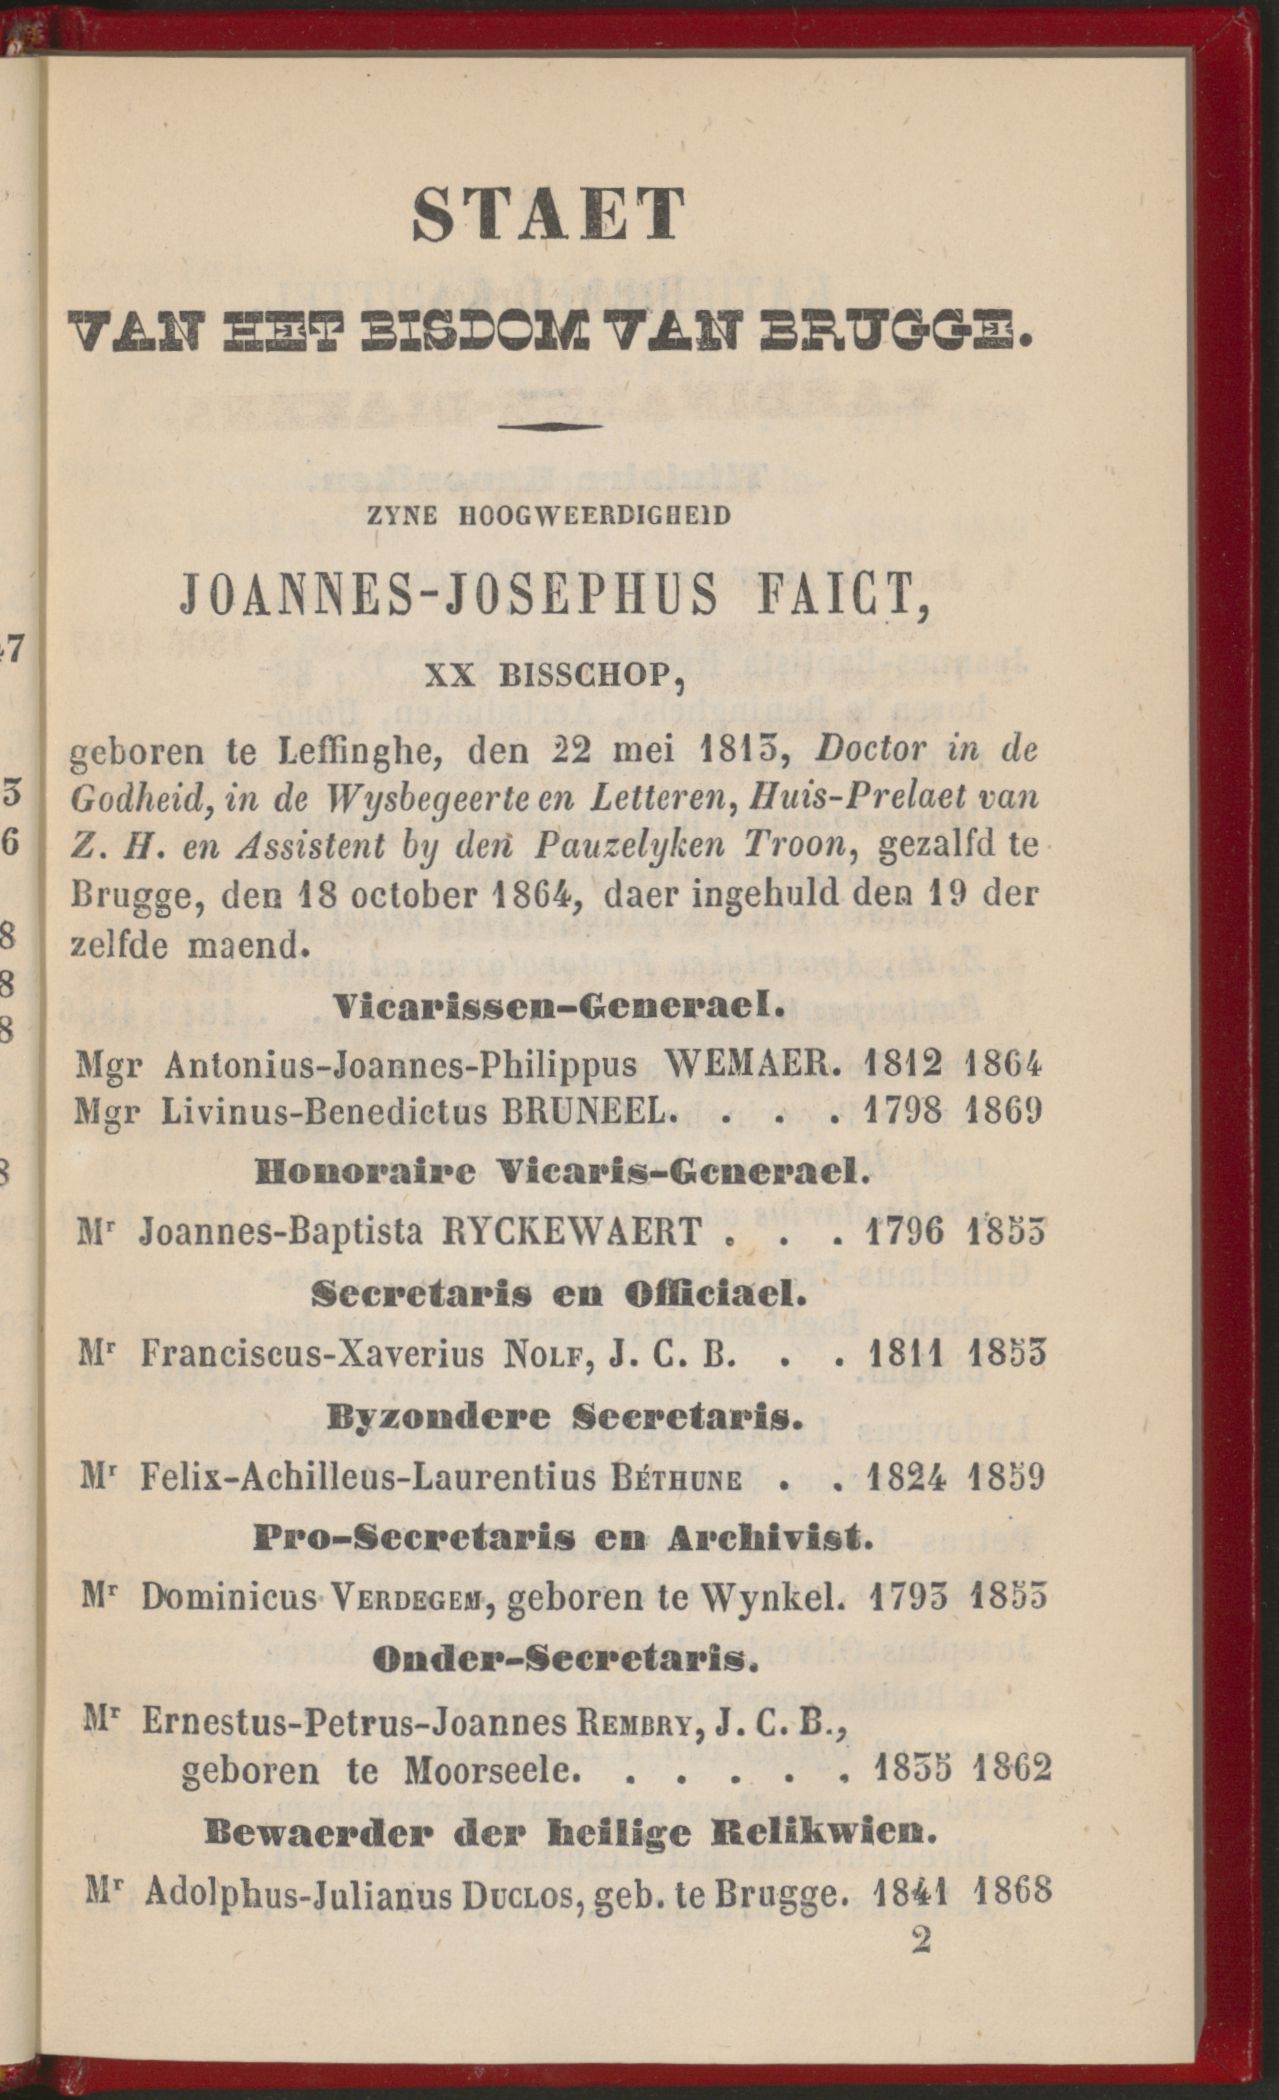 STAET
VAN HET BISDOM VAN BRUGGE.
ZYNE HOOGWEERDIGHEID
JOANNES-JOSEPHUS FAICT,
XX BISSCHOP,
geboren te Leffinghe, den 22 mei 1813, Doctor in de
Godheid, in de Wysbegeerte en Letteren, Huis-Prelaet van
Z. H. en Assistent by den Pauzelyken Troon, gezalfd te
Brugge, den 18 october 1864, daer ingehuld den 19 der
zelfde maend.
Vicarissen-Generael.
Mgr Antonius-Joannes-Philippus WEMAER. 1812 1864
Mgr Livinus-Benedictus BRUNEEL. . . . 1798 1869
Honoraire Vicaris-Generael.
Mr Joannes-Baptista RYCKEWAERT . . . 1796 1853
Secretaris en Officiael.
Mr Franciscus-Xaverius NOLF, J. C. B. . . 1811 1853
Byzondere Secretaris.
Mr Felix-Achilleus-Laurentius BÉTHUNE . . 1824 1859
Pro-Secretaris en Archivist.
Mr Dominicus VERDEGEM, geboren te Wynkel. 1793 1853
Onder-Secretaris.
Mr Ernestus-Petrus-Joannes REMBRY, J. C. B.,
geboren te Moorseele. . . . . . 1835 1862
Bewaerder der heilige Relikwien.
Mr Adolphus-Julianus DUCLOS, geb. te Brugge. 1841 1868
2